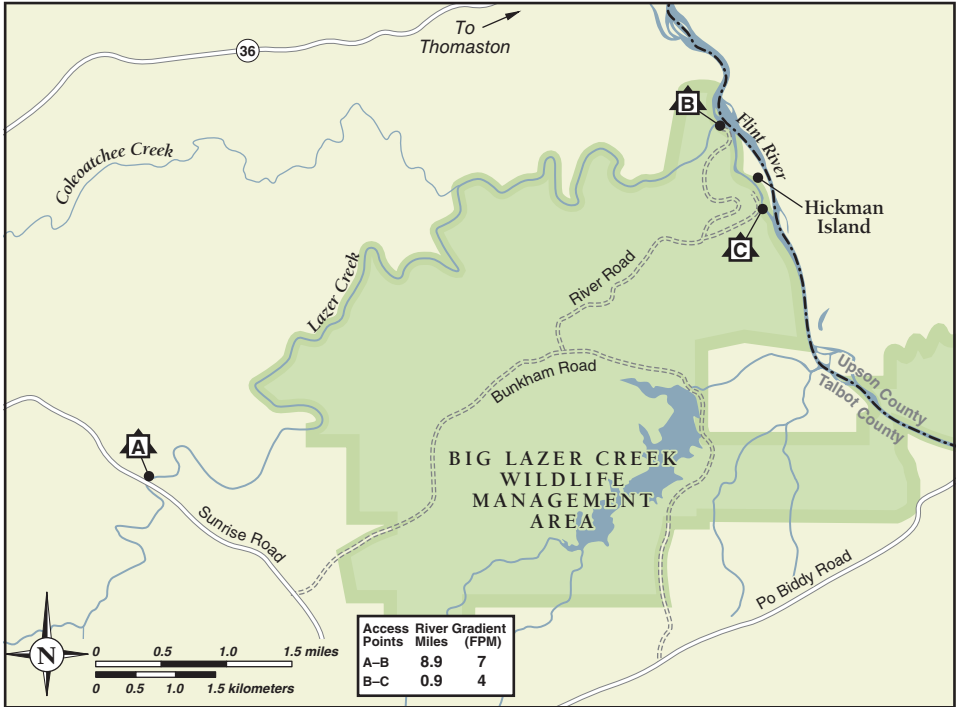 To
Thomaston
36
Coleoatchee Creek
B
Flint River
Hickman
Island
C
Lazer Creek
River Road
Bunkham Road
Upson County
Talbot County
A
BIG LAZER CREEK
WILDLIFE
MANAGEMENT
AREA
Sunrise Road
Po Biddy Road
N
0 0.5 1.0 1.5 miles
0 0.5 1.0 1.5 kilometers
Access River Gradient
Points Miles (FPM)
A–B 8.9 7
B–C 0.9 4